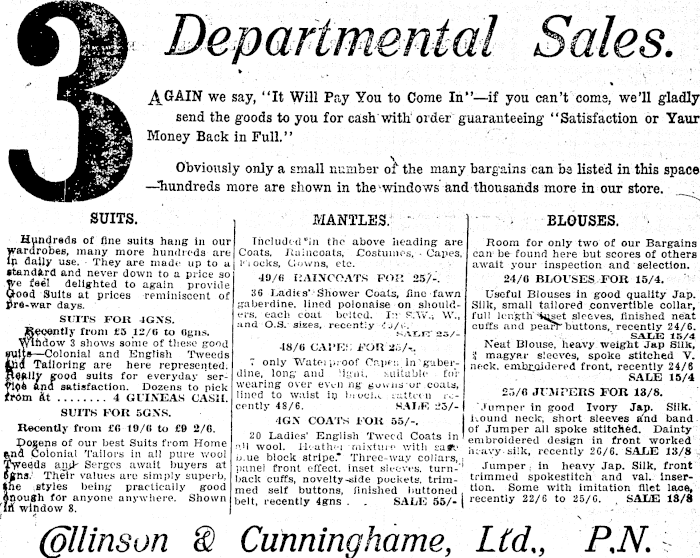 3 Departmental Sales.
AGAIN we say, "It Will Pay You to Come In"—if you can't come, we'll gladly
send the goods to you for cash with order guaranteeing "Satisfaction or Yaur
Money Back in Full."
Obviously only a small number of the many bargains can be listed in this space
—hundreds more are shown in the windows and thousands more in our store.
SUITS.
Hundreds of fine suits hang in our
wardrobes, many more hundreds are
in daily use. They are made up to a
standard and never down to a price so
we feel delighted to again provide
Good Suits at prices reminiscent of
pre-war days.
SUITS FOR 4GNS.
Recently from £5 12/6 to 6gns.
Window 3 shows some of these good
suits—Colonial and English Tweeds
and Tailoring are here represented.
Really good suits for everyday ser-
vice and satisfaction. Dozens to pick
from at ........ 4 GUINEAS CASH.
SUITS FOR 5GNS.
Recently from £6 19/6 to £9 2/6.
Dozens of our best Suits from Home
and Colonial Tailors in all pure wool
Tweeds and Serges await buyers at
5gns. Their values are simply superb,
the styles being practically good
enough for anyone anywhere. Shown
in window 8.
MANTLES.
Included in the above heading are
Coats, Raincoats, Costumes, Capes,
Frocks, Gowns, etc.
49/6 RAINCOATS FOR 25/-.
36 Ladies' Shower Coats, fine fawn
gaberdine, lined polonaise on should-
ers, each coat belted. In S.W., W.,
and O.S. sizes, recently
SALE 25/-
48/6 CAPES FOR 25/-.
7 only Waterproof Capes in gaber-
dine, long and light, suitable for
wearing over evening gowns or coats,
lined to waist in sateen re-
cently 48/6. SALE 25/-
4GN COATS FOR 55/-.
20 Ladies' English Tweed Coats in
all wool. Heather mixture with
block stripe. Three-way collars,
panel front effect, inset sleeves, turn-
back cuffs, novelty-side pockets, trim-
med self buttons, finished buttoned
belt, recently 4gns . SALE 55/-
BLOUSES.
Room for only two of our Bargains
can be found here but scores of others
await your inspection and selection.
24/6 BLOUSES FOR 15/4.
Useful Blouses in good quality Jap.
Silk, small tailored convertible collar,
full length inset sleeves, finished neat
cuffs and pearl buttons, recently 24/6.
SALE 15/4
Neat Blouse, heavy weight Jap Silk,
magyar sleeves, spoke stitched V.
neck, embroidered front, recently 24/6
SALE 15/4
25/6 JUMPERS FOR 13/8.
Jumper in good Ivory Jap. Silk.
Round neck, short sleeves and band
of Jumper all spoke stitched. Dainty
embroidered design in front worked
heavy silk, recently 26/6. SALE 13/8
Jumper in heavy Jap. Silk, front
trimmed spokestitch and val. inser-
tion. Some with imitation filet lace,
recently 22/6 to 25/6. SALE 13/8
Collinson & Cunninghame, Ltd., P.N.